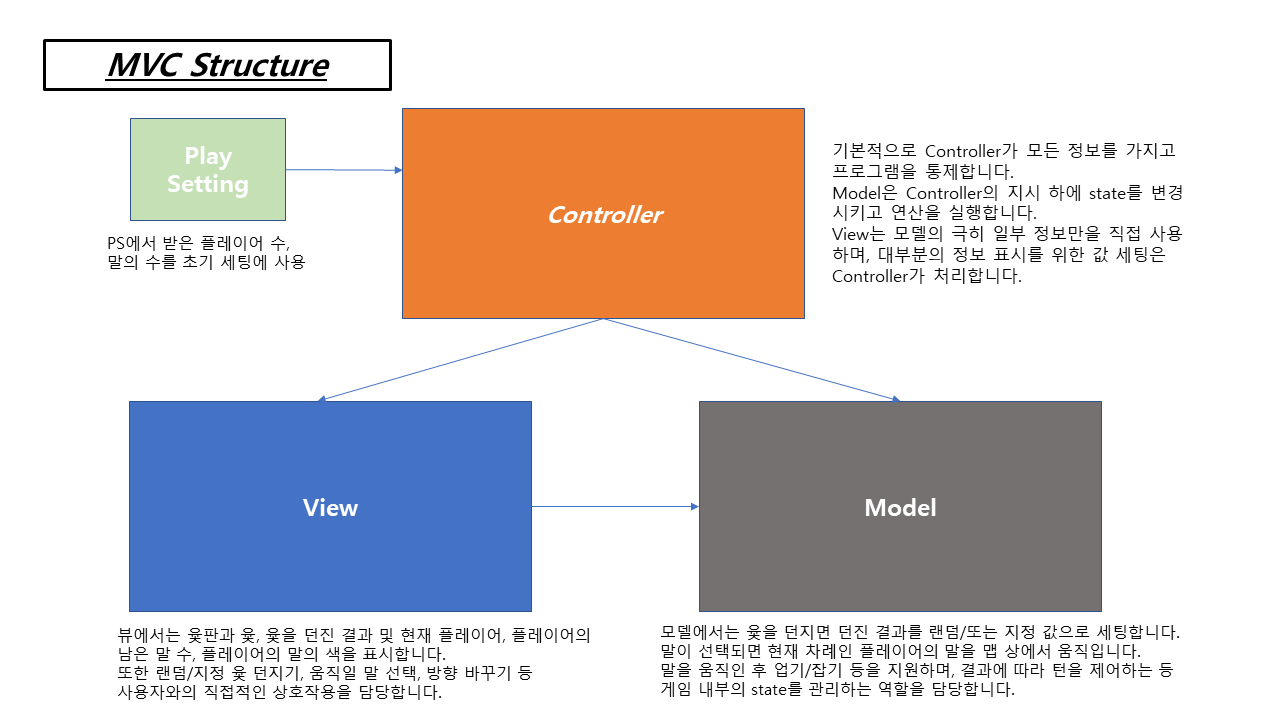 MVC Structure
Play
Setting
PS에서 받은 플레이어 수,
말의 수를 초기 세팅에 사용
Controller
기본적으로 Controller가 모든 정보를 가지고
프로그램을 통제합니다.
Model은 Controller의 지시 하에 state를 변경
시키고 연산을 실행합니다.
View는 모델의 극히 일부 정보만을 직접 사용
하며, 대부분의 정보 표시를 위한 값 세팅은
Controller가 처리합니다.
View
뷰에서는 윷판과 윷, 윷을 던진 결과 및 현재 플레이어, 플레이어의
남은 말 수, 플레이어의 말의 색을 표시합니다.
또한 랜덤/지정 윷 던지기, 움직일 말 선택, 방향 바꾸기 등
사용자와의 직접적인 상호작용을 담당합니다.
Model
모델에서는 윷을 던지면 던진 결과를 랜덤/또는 지정 값으로 세팅합니다.
말이 선택되면 현재 차례인 플레이어의 말을 맵 상에서 움직입니다.
말을 움직인 후 업기/잡기 등을 지원하며, 결과에 따라 턴을 제어하는 등
게임 내부의 state를 관리하는 역할을 담당합니다.